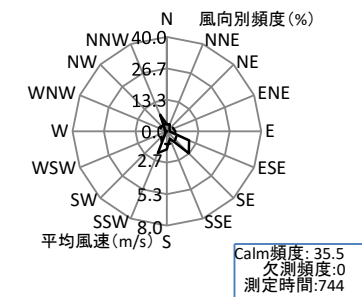 N 風向別頻度(%)
40.0
NNW NNE
NW 26.7 NE
WNW 13.3 ENE
W 0.0 E
WSW 2.7 ESE
SW 5.3 SE
SSW 8.0 SSE
平均風速(m/s) S
Calm頻度: 35.5
欠測頻度:0
測定時間:744